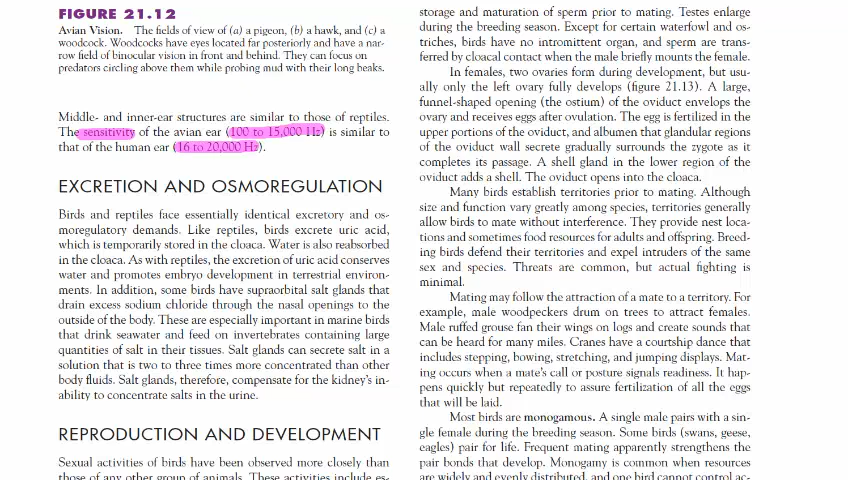 FIGURE 21.12
Avian Vision. The fields of view of (a) a pigeon, (b) a hawk, and (c) a
woodcock. Woodcocks have eyes located far posteriorly and have a nar-
row field of binocular vision in front and behind. They can focus on
predators circling above them while probing mud with their long beaks.
Middle- and inner-ear structures are similar to those of reptiles.
The sensitivity of the avian ear (100 to 15,000 Hz) is similar to
that of the human ear (16 to 20,000 Hz).
EXCRETION AND OSMOREGULATION
Birds and reptiles face essentially identical excretory and os-
moregulatory demands. Like reptiles, birds excrete uric acid,
which is temporarily stored in the cloaca. Water is also reabsorbed
in the cloaca. As with reptiles, the excretion of uric acid conserves
water and promotes embryo development in terrestrial environ-
ments. In addition, some birds have supraorbital salt glands that
drain excess sodium chloride through the nasal openings to the
outside of the body. These are especially important in marine birds
that drink seawater and feed on invertebrates containing large
quantities of salt in their tissues. Salt glands can secrete salt in a
solution that is two to three times more concentrated than other
body fluids. Salt glands, therefore, compensate for the kidney's in-
ability to concentrate salts in the urine.
REPRODUCTION AND DEVELOPMENT
Sexual activities of birds have been observed more closely than
those of any other group of animals. These activities include es-
storage and maturation of sperm prior to mating. Testes enlarge
during the breeding season. Except for certain waterfowl and os-
triches, birds have no intromittent organ, and sperm are trans-
ferred by cloacal contact when the male briefly mounts the female.
In females, two ovaries form during development, but usu-
ally only the left ovary fully develops (figure 21.13). A large,
funnel-shaped opening (the ostium) of the oviduct envelops the
ovary and receives eggs after ovulation. The egg is fertilized in the
upper portions of the oviduct, and albumen that glandular regions
of the oviduct wall secrete gradually surrounds the zygote as it
completes its passage. A shell gland in the lower region of the
oviduct adds a shell. The oviduct opens into the cloaca.
Many birds establish territories prior to mating. Although
size and function vary greatly among species, territories generally
allow birds to mate without interference. They provide nest loca-
tions and sometimes food resources for adults and offspring. Breed-
ing birds defend their territories and expel intruders of the same
sex and species. Threats are common, but actual fighting is
minimal.
Mating may follow the attraction of a mate to a territory. For
example, male woodpeckers drum on trees to attract females.
Male ruffed grouse fan their wings on logs and create sounds that
can be heard for many miles. Cranes have a courtship dance that
includes stepping, bowing, stretching, and jumping displays. Mat-
ing occurs when a mate's call or posture signals readiness. It hap-
pens quickly but repeatedly to assure fertilization of all the eggs
that will be laid.
Most birds are monogamous. A single male pairs with a sin-
gle female during the breeding season. Some birds (swans, geese,
eagles) pair for life. Frequent mating apparently strengthens the
pair bonds that develop. Monogamy is common when resources
are widely and evenly distributed, and one bird cannot control ac-